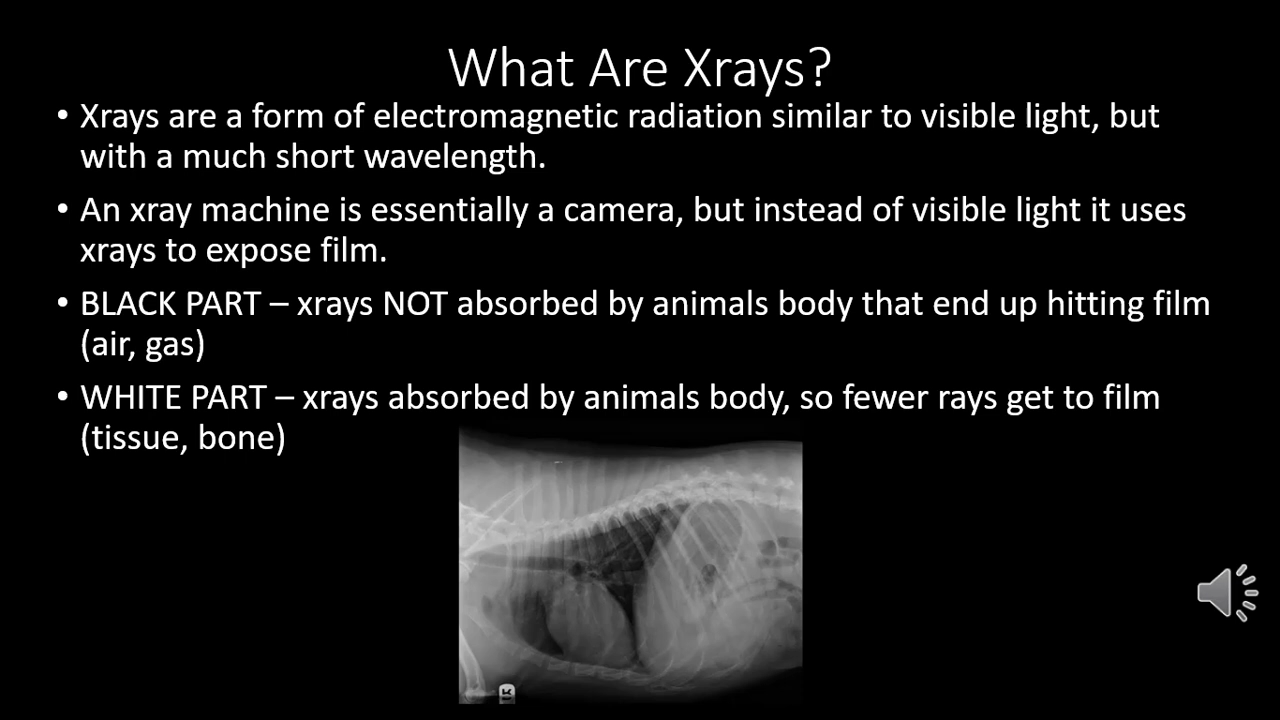 What Are Xrays?
• Xrays are a form of electromagnetic radiation similar to visible light, but
with a much short wavelength.
• An xray machine is essentially a camera, but instead of visible light it uses
xrays to expose film.
• BLACK PART – xrays NOT absorbed by animals body that end up hitting film
(air, gas)
• WHITE PART – xrays absorbed by animals body, so fewer rays get to film
(tissue, bone)